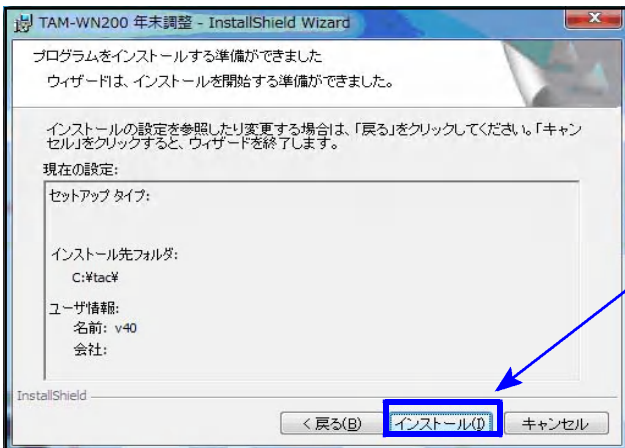 TAM-WN200 年末調整 - InstallShield Wizard
プログラムをインストールする準備ができました
ウィザードは、インストールを開始する準備ができました。
インストールの設定を参照したり変更する場合は、「戻る」をクリックしてください。「キャン
セル」をクリックすると、ウィザードを終了します。
現在の設定:
セットアップ タイプ:
インストール先フォルダ:
C:¥tac¥
ユーザ情報:
名前: v40
会社:
InstallShield
< 戻る(B)
インストール(I)
キャンセル